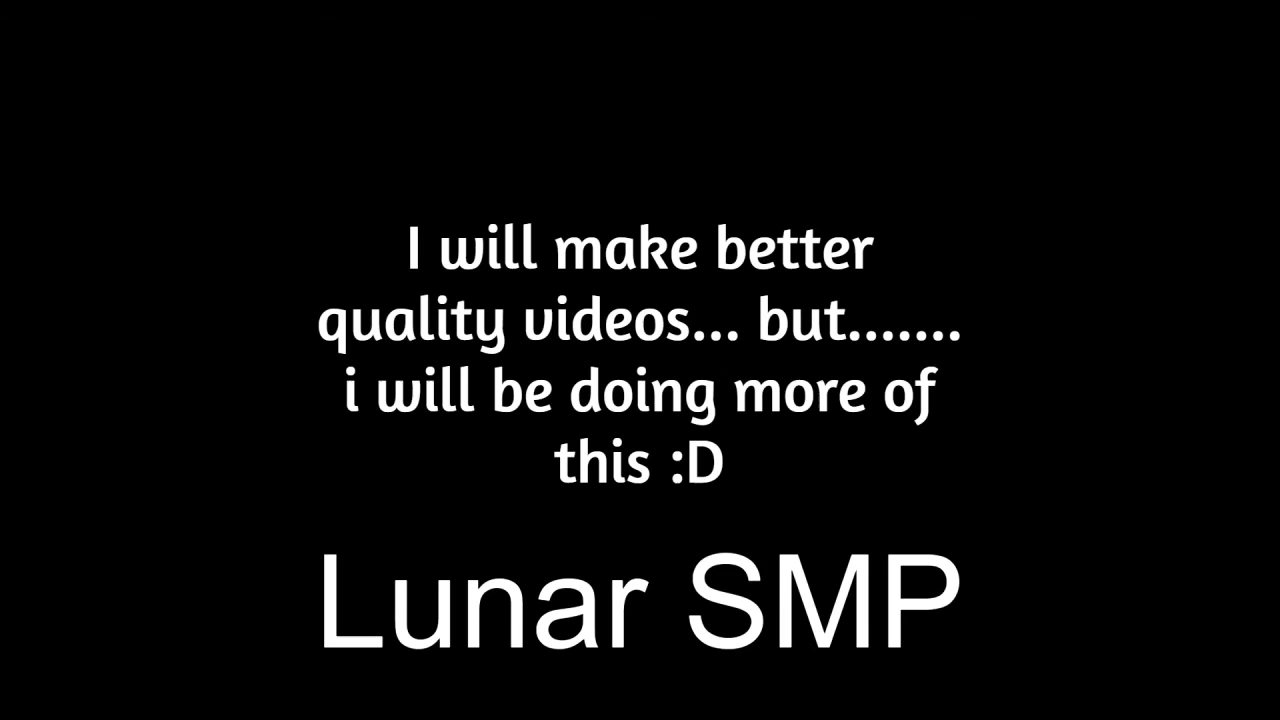 I will make better
quality videos... but.......
i will be doing more of
this :D
Lunar SMP